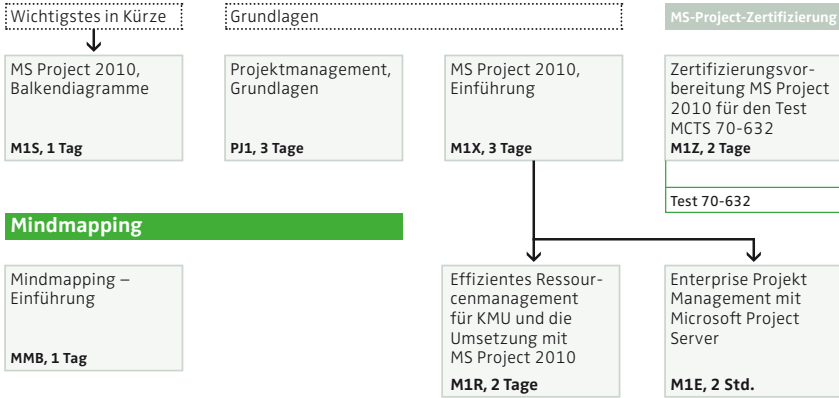 Wichtigstes in Kürze
Grundlagen
MS-Project-Zertifizierung
MS Project 2010,
Balkendiagramme
M1S, 1 Tag
Projektmanagement,
Grundlagen
PJ1, 3 Tage
MS Project 2010,
Einführung
M1X, 3 Tage
Zertifizierungsvor-
bereitung MS Project
2010 für den Test
MCTS 70-632
M1Z, 2 Tage
Test 70-632
Mindmapping
Mindmapping –
Einführung
MMB, 1 Tag
Effizientes Ressour-
cenmanagement
für KMU und die
Umsetzung mit
MS Project 2010
M1R, 2 Tage
Enterprise Projekt
Management mit
Microsoft Project
Server
M1E, 2 Std.